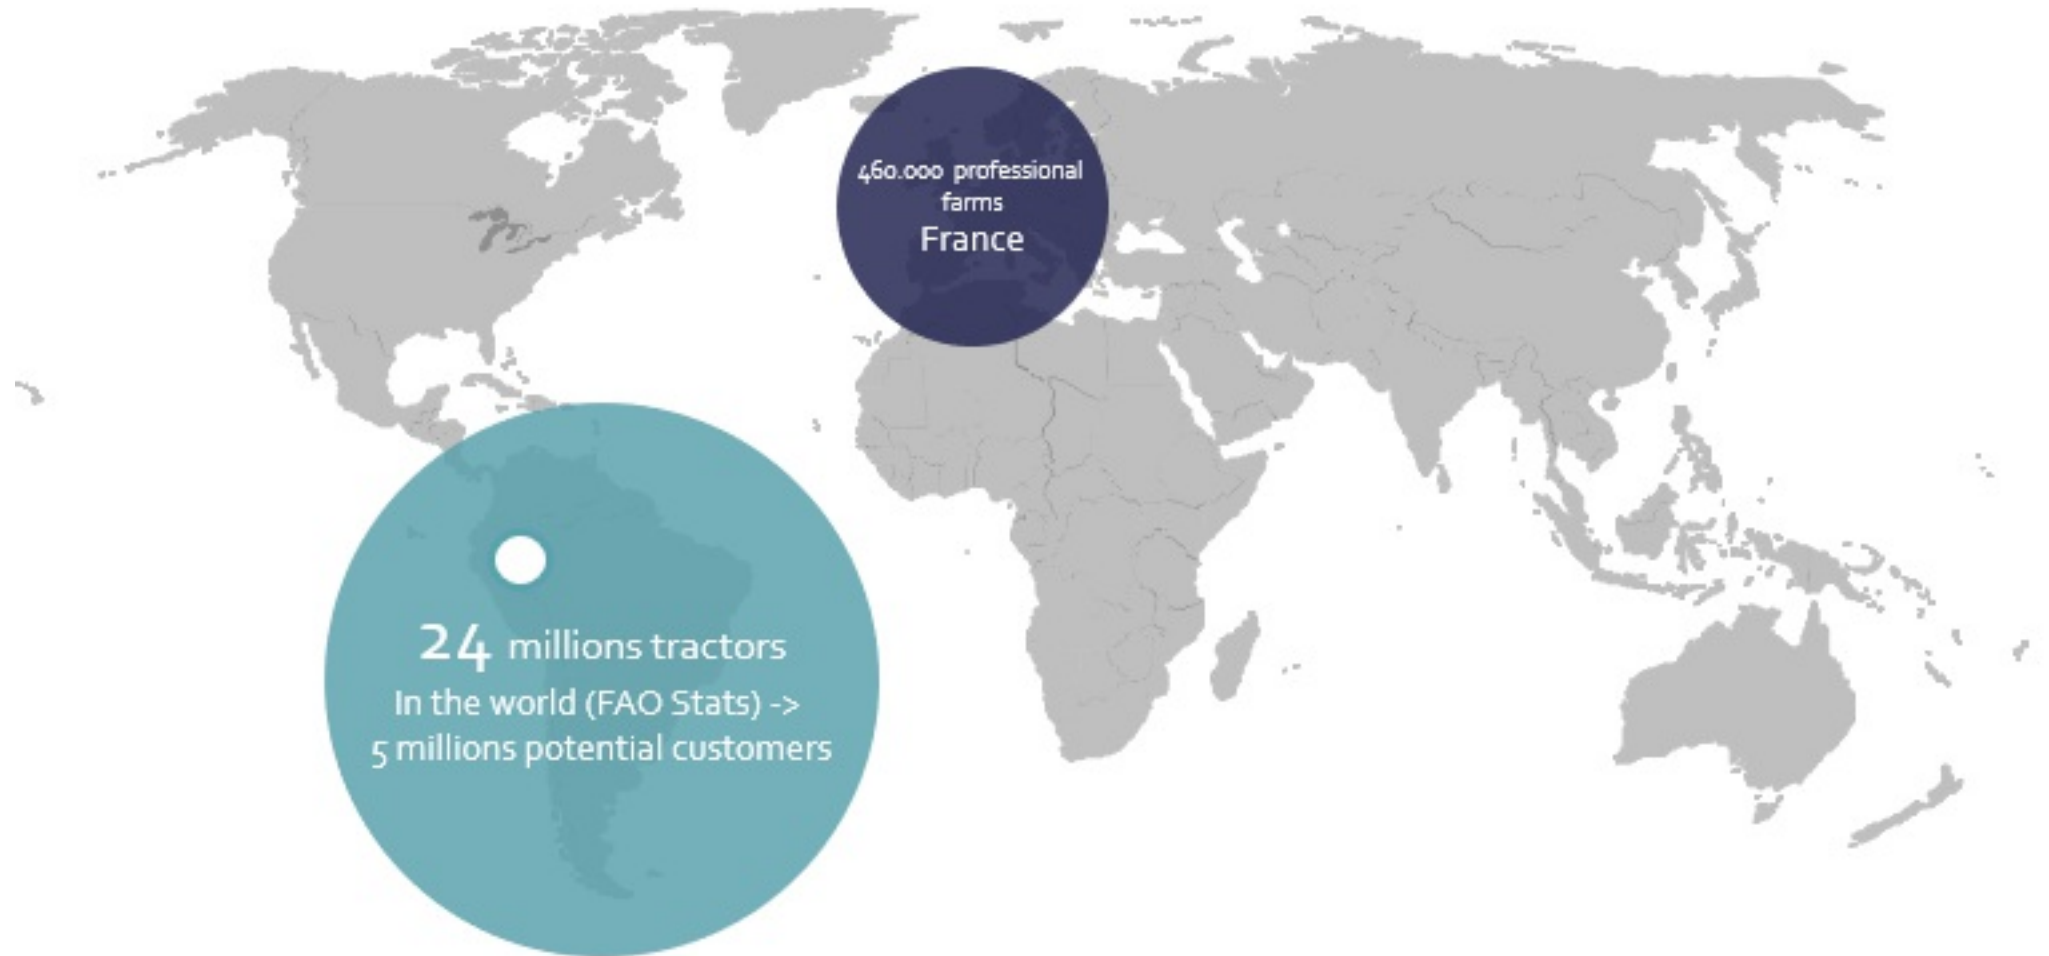 460.000 professional
farms
France
24 millions tractors
In the world (FAO Stats) ->
5 millions potential customers